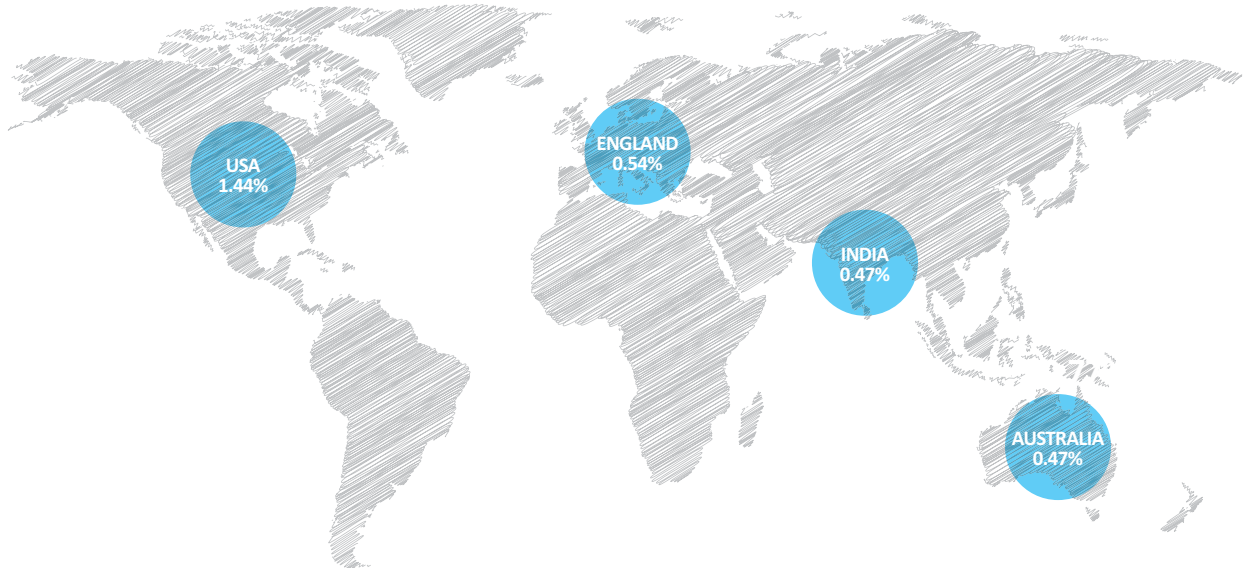 USA
1.44%
ENGLAND
0.54%
INDIA
0.47%
AUSTRALIA
0.47%